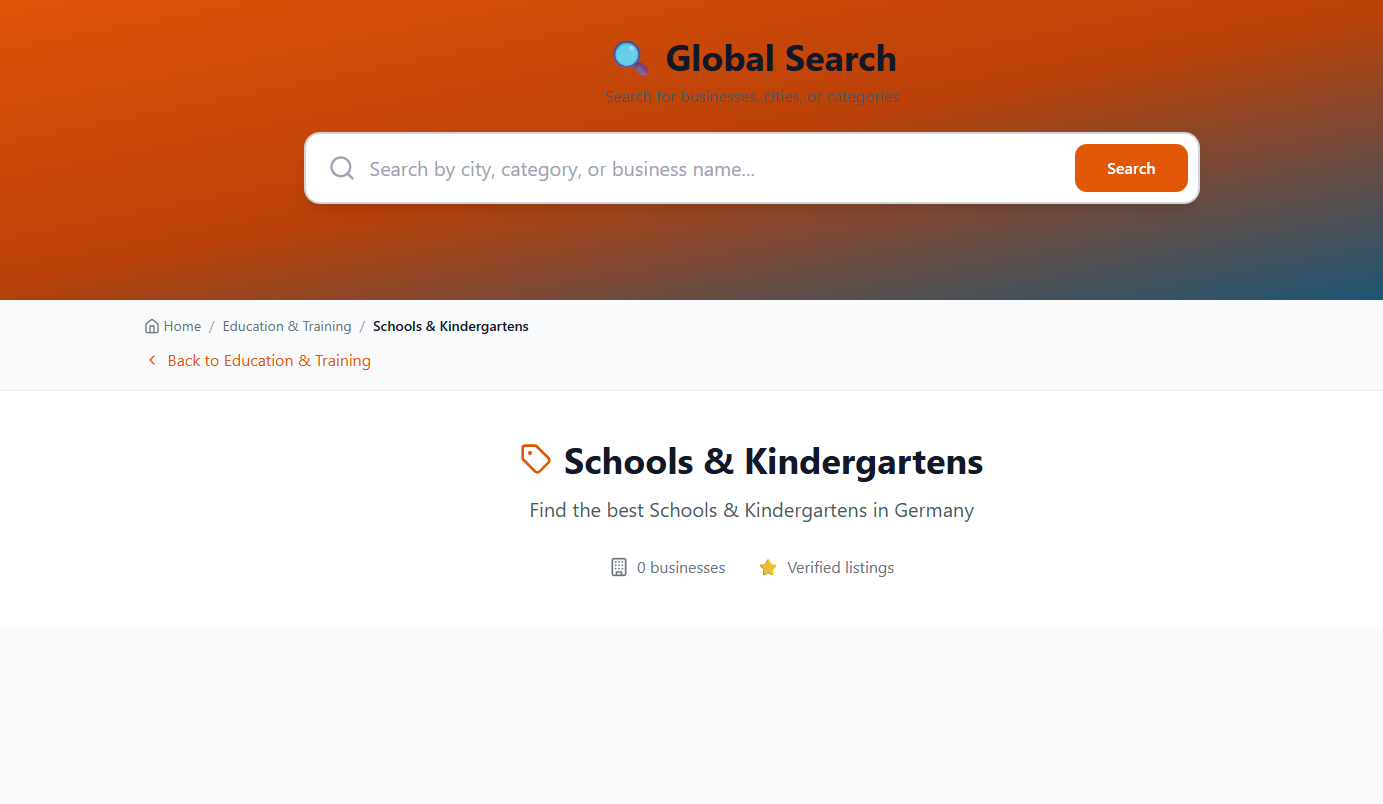 Global Search
Search for businesses, cities, or categories
Search by city, category, or business name...
Search
Home / Education & Training / Schools & Kindergartens
Back to Education & Training
Schools & Kindergartens
Find the best Schools & Kindergartens in Germany
0 businesses Verified listings